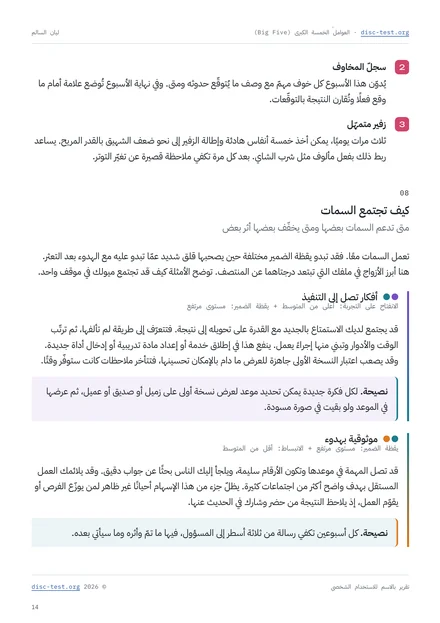 disc-test.org - العوامل الخمسة الكبرى (Big Five)
ليان السالم
2 سجلّ المخاوف
يُدوّن هذا الأسبوع كل خوف مهمّ مع وصف ما يُتوقّع حدوثه ومتى. وفي نهاية الأسبوع تُوضع علامة أمام ما
وقع فعلًا وتُقارن النتيجة بالتوقّعات.
3 زفير متمهّل
ثلاث مرات يوميًا، يمكن أخذ خمسة أنفاس هادئة وإطالة الزفير إلى نحو ضعف الشهيق بالقدر المريح. يساعد
ربط ذلك بفعل مألوف مثل شرب الشاي. بعد كل مرة تكفي ملاحظة قصيرة عن تغيّر التوتر.
08
كيف تجتمع السمات
متى تدعم السمات بعضها ومتى يخفّف بعضها أثر بعض
تعمل السمات معًا. فقد تبدو يقظة الضمير مختلفة حين يصحبها قلق شديد عمّا تبدو عليه مع الهدوء بعد التعثر.
هنا أبرز الأزواج في ملفك التي تبتعد درجتاهما عن المنتصف. توضح الأمثلة كيف قد تجتمع ميولك في موقف واحد.
أفكار تصل إلى التنفيذ
الانفتاح على التجربة: أعلى من المتوسط + يقظة الضمير: مستوى مرتفع
قد يجتمع لديك الاستمتاع بالجديد مع القدرة على تحويله إلى نتيجة. فتتعرّف إلى طريقة لم تألفها، ثم ترتّب
الوقت والأدوار وتبني منها إجراءً يعمل. ينفع هذا في إطلاق خدمة أو إعداد مادة تدريبية أو إدخال أداة جديدة.
وقد يصعب اعتبار النسخة الأولى جاهزة للعرض ما دام بالإمكان تحسينها، فتتأخر ملاحظات كانت ستوفّر وقتًا.
نصيحة. لكل فكرة جديدة يمكن تحديد موعد لعرض نسخة أولى على زميل أو صديق أو عميل، ثم عرضها
في الموعد ولو بقيت في صورة مسودة.
موثوقية بهدوء
يقظة الضمير: مستوى مرتفع + الانبساط: أقل من المتوسط
قد تصل المهمة في موعدها وتكون الأرقام سليمة، ويلجأ إليك الناس بحثًا عن جواب دقيق. وقد يلائمك العمل
المستقل بهدف واضح أكثر من اجتماعات كثيرة. يظلّ جزء من هذا الإسهام أحيانًا غير ظاهر لمن يوزّع الفرص أو
يقوّم العمل، إذ يلاحظ النتيجة من حضر وشارك في الحديث عنها.
نصيحة. كل أسبوعين تكفي رسالة من ثلاثة أسطر إلى المسؤول، فيها ما تمّ وأثره وما سيأتي بعده.
تقرير بالاسم للاستخدام الشخصي
disc-test.org 2026 ©
14